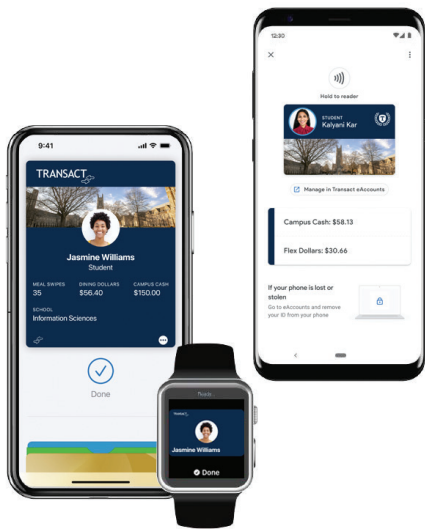 9:41
TRANSACT
Jasmine Williams
Student
MEAL SWIPES DINING DOLLARS CAMPUS CASH
35 $56.40 $150.00
SCHOOL
Information Sciences
Done
TRANSACT
Jasmine Williams
Done
12:30
Hold to reader
STUDENT
Kalyani Kar
Manage in Transact eAccounts
Campus Cash: $58.13
Flex Dollars: $30.66
If your phone is lost or
stolen
Go to eAccounts and remove
your ID from your phone